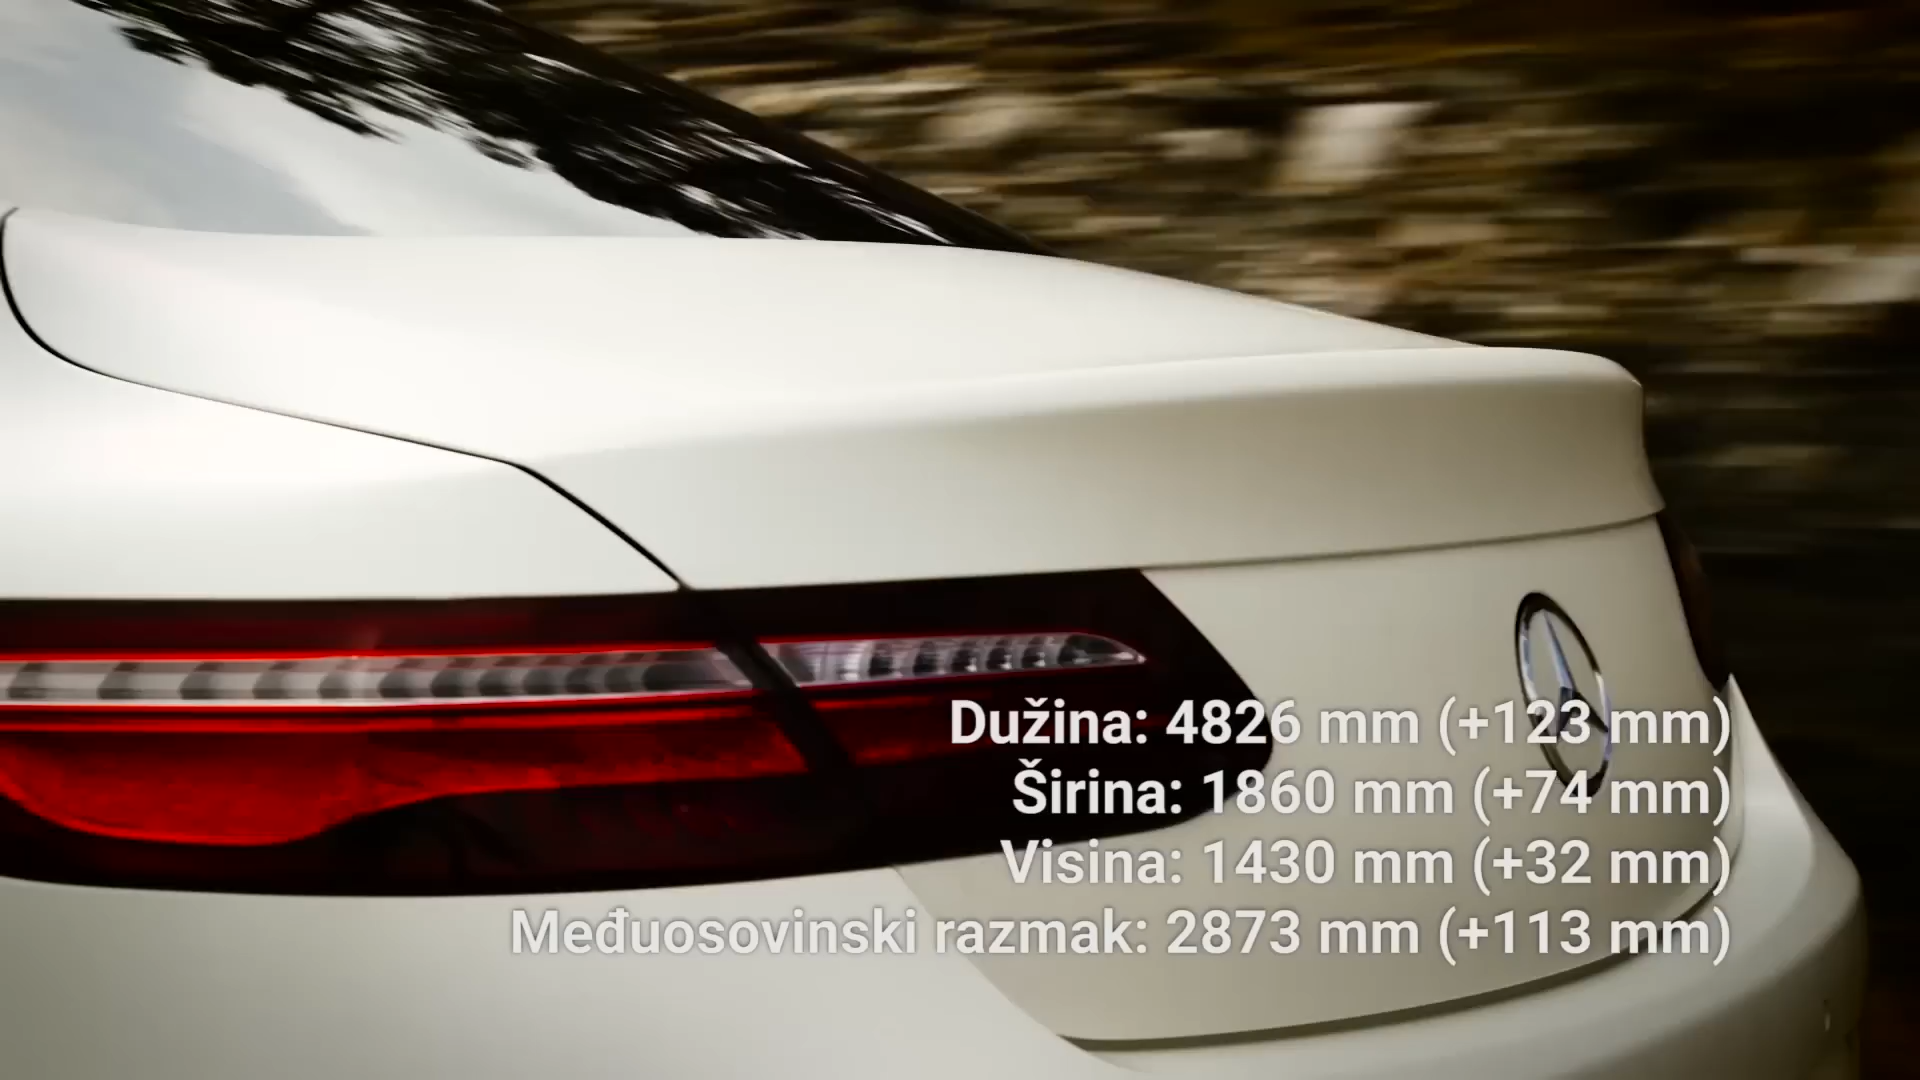 Dužina: 4826 mm (+123 mm)
Širina: 1860 mm (+74 mm)
Visina: 1430 mm (+32 mm)
Međuosovinski razmak: 2873 mm (+113 mm)